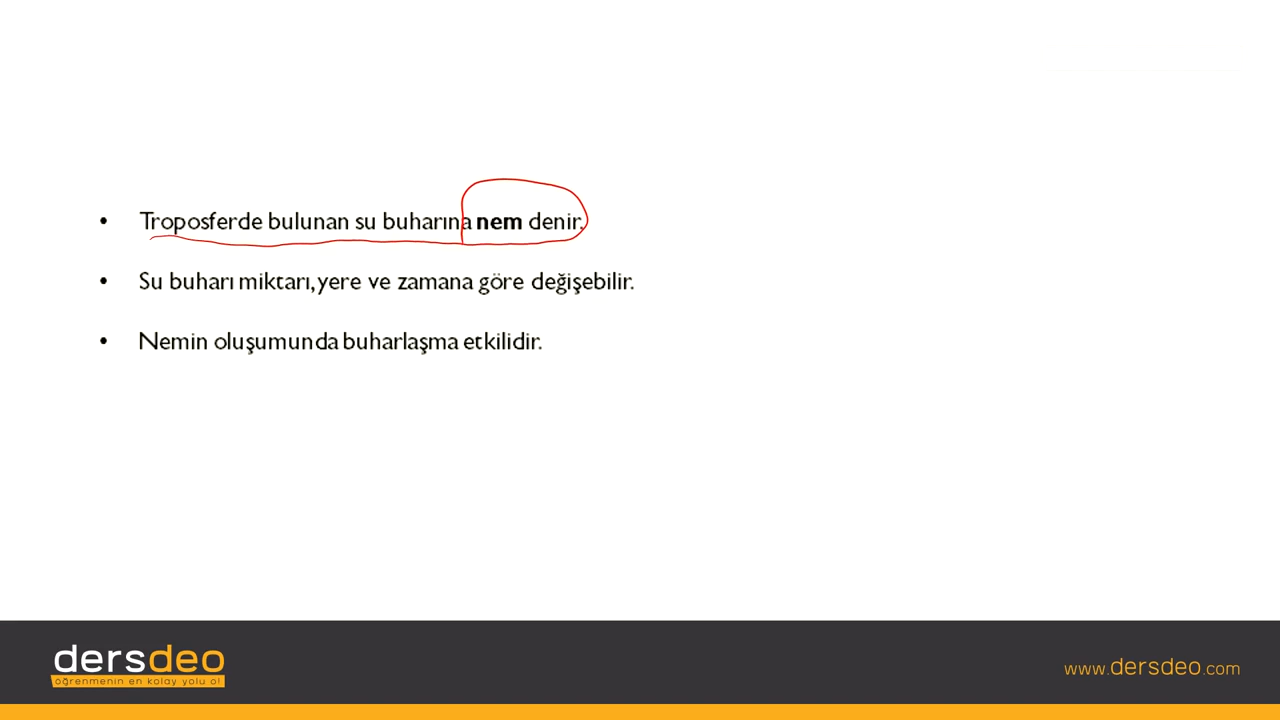 • Troposferde bulunan su buharına nem denir.
• Su buharı miktarı, yere ve zamana göre değişebilir.
• Nemin oluşumunda buharlaşma etkilidir.
dersdeo
öğrenmenin en kolay yolu o!
www.dersdeo.com